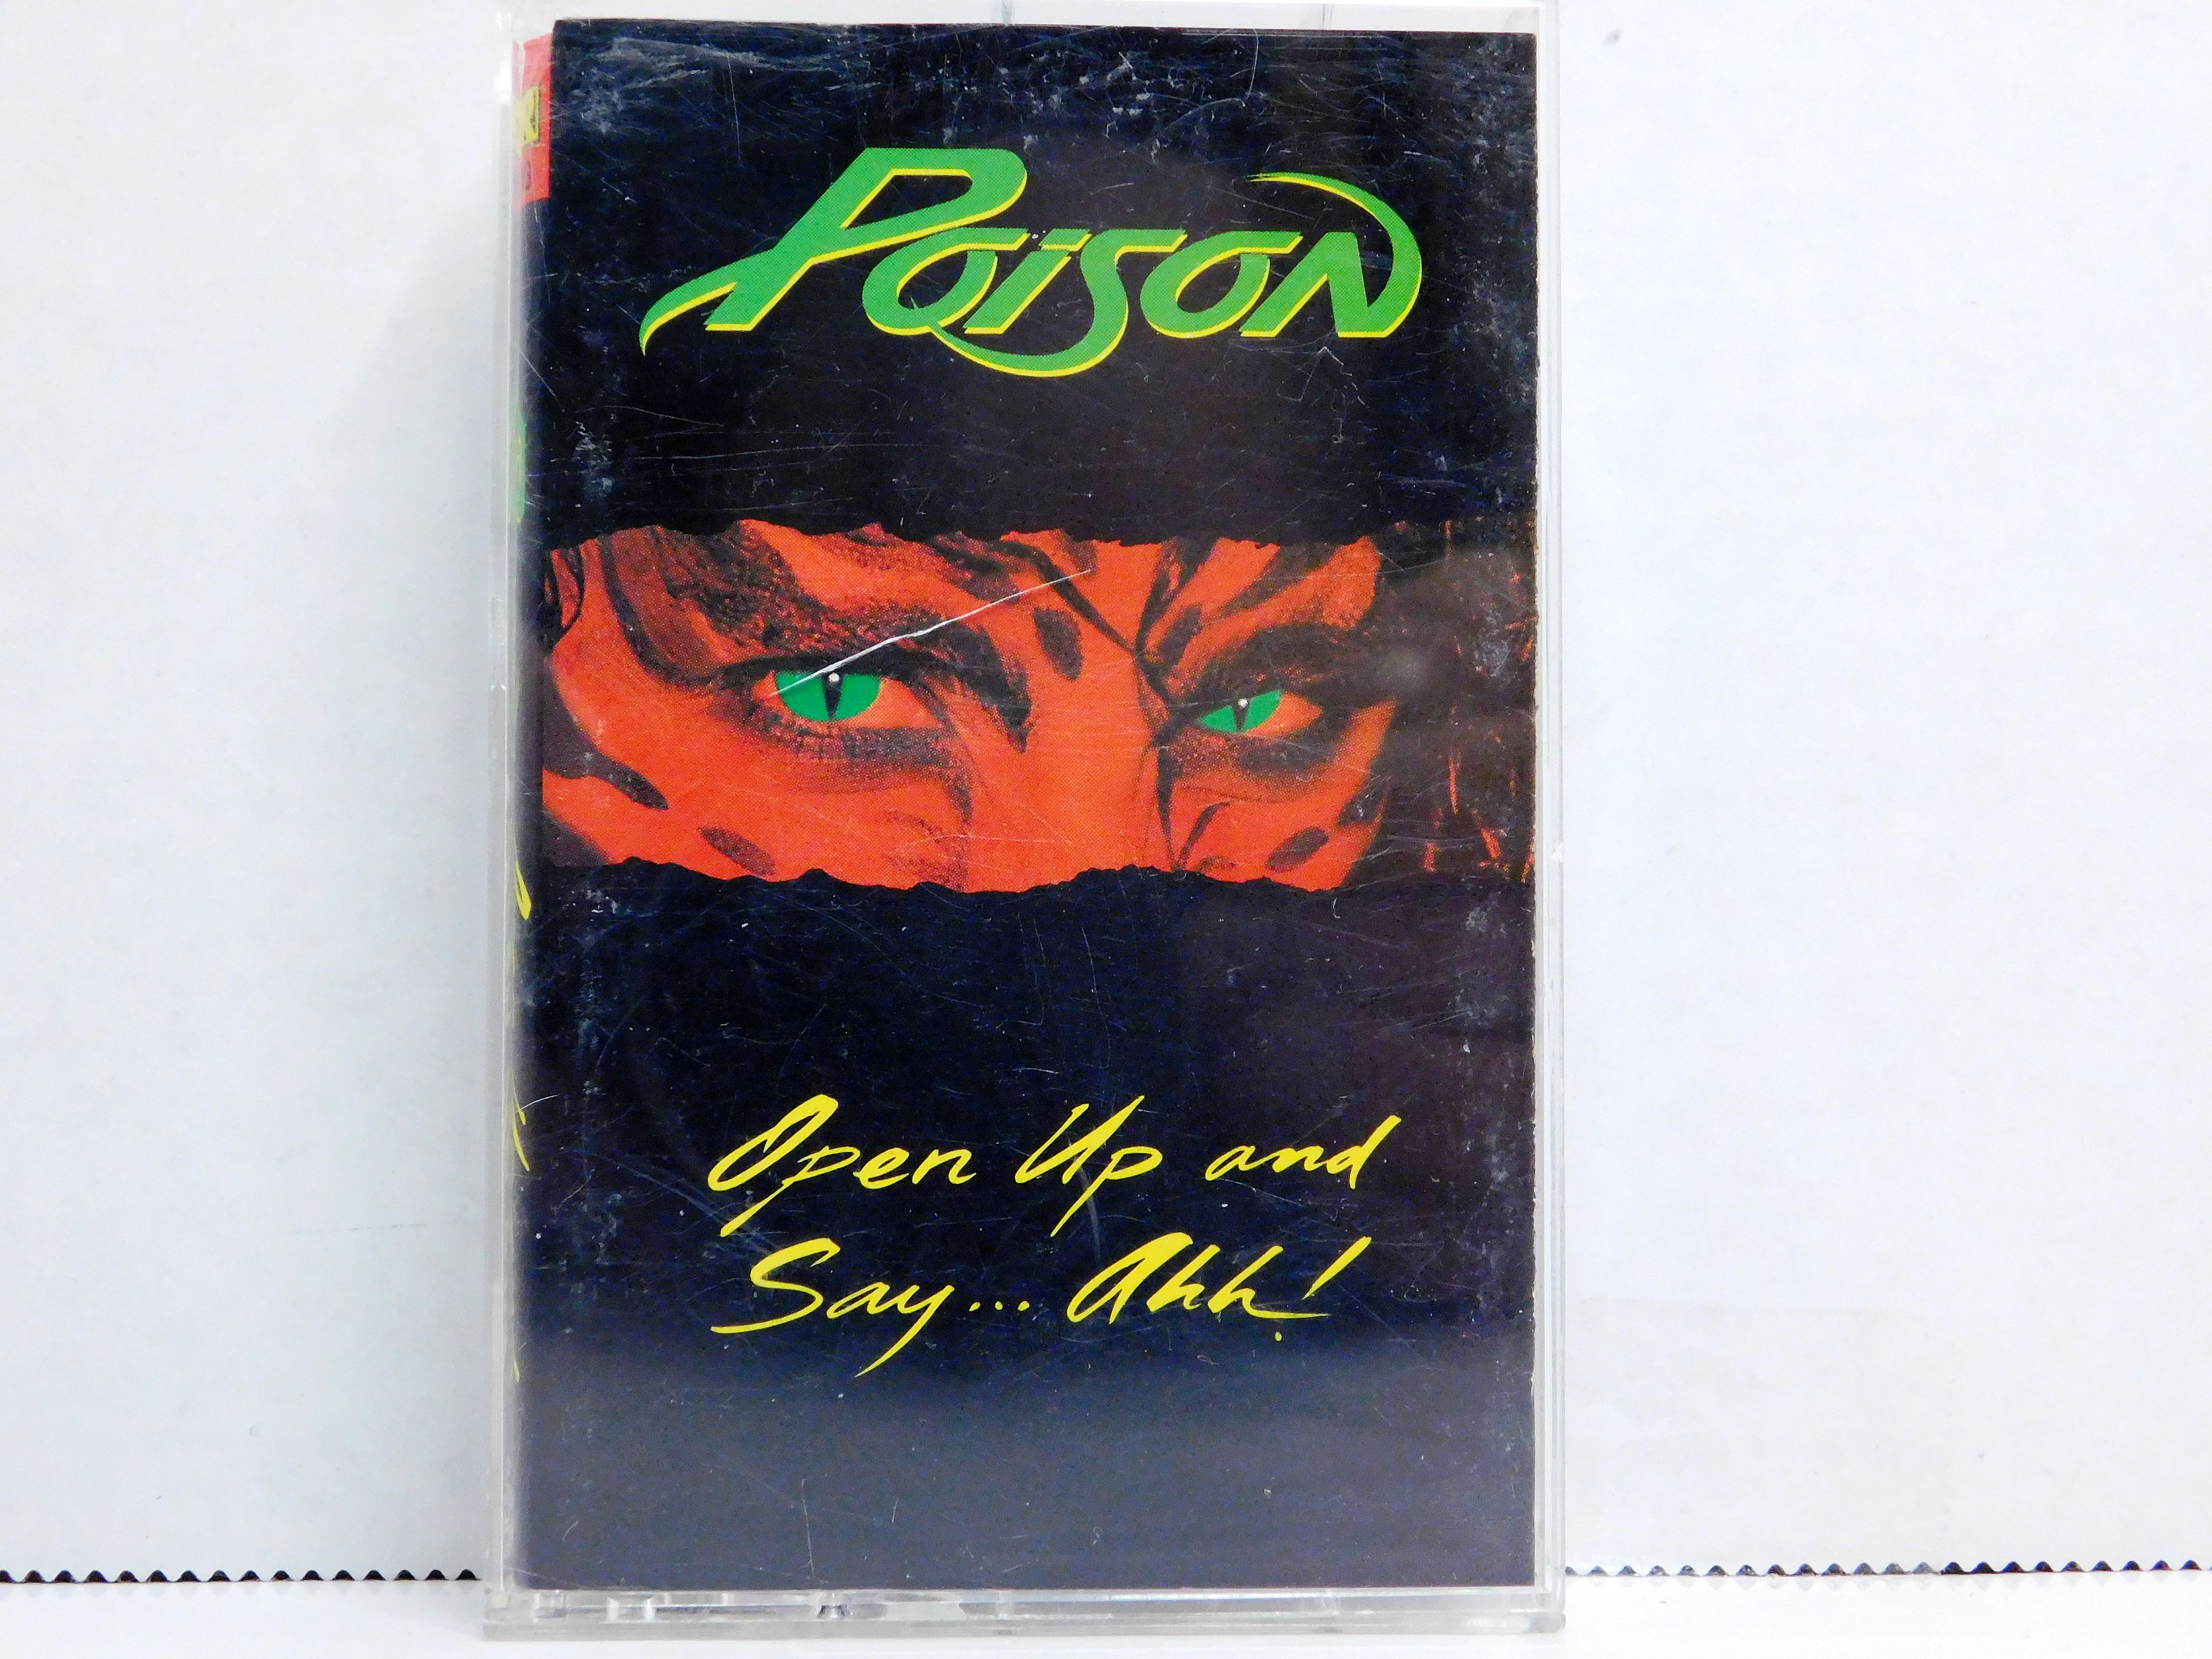 Poison
Open Up and
Say... Ahh!